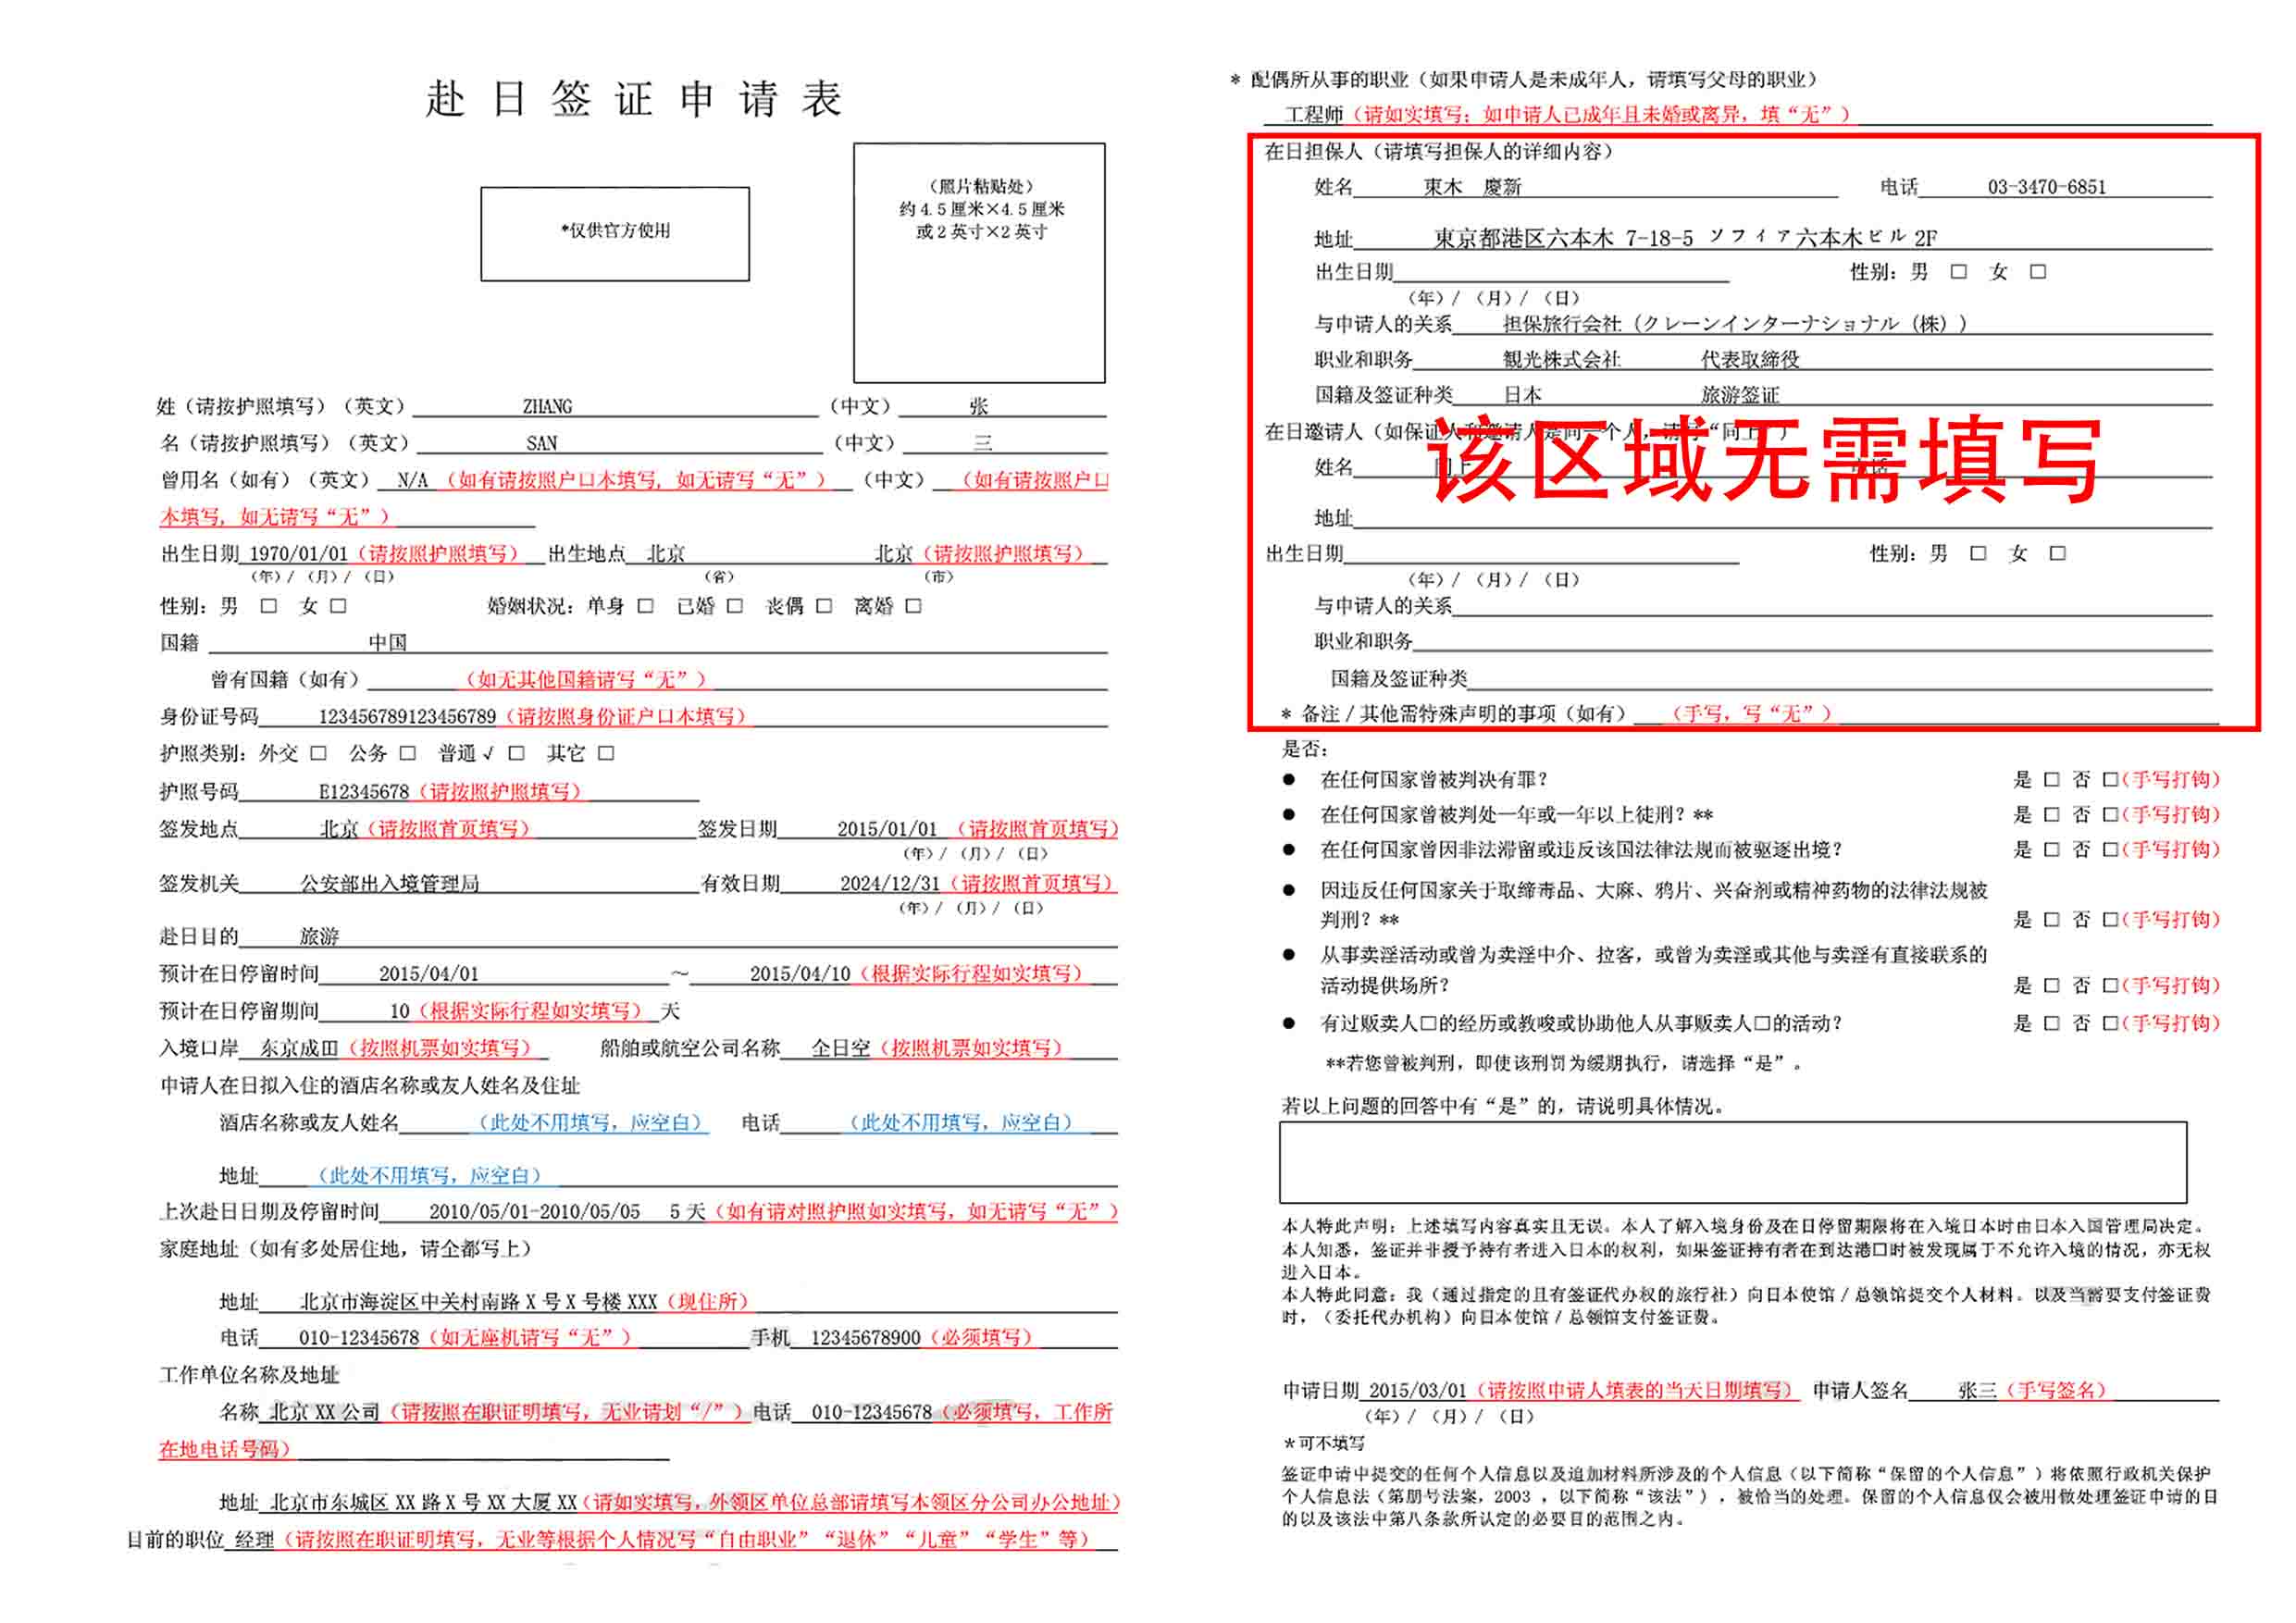 赴日签证申请表
*仅供官方使用
（照片粘贴处）
约4.5厘米×4.5厘米
或2英寸×2英寸
姓（请按护照填写）（英文） ZHANG （中文） 张
名（请按护照填写）（英文） SAN （中文） 三
曾用名（如有）（英文） N/A （如有请按照户口本填写，如无请写“无”） （中文） （如有请按照户口
本填写，如无请写“无”）
出生日期 1970/01/01（请按照护照填写） 出生地点 北京 北京（请按照护照填写）
（年）/ （月）/ （日） （省） （市）
性别：男 □ 女 □ 婚姻状况：单身 □ 已婚 □ 丧偶 □ 离婚 □
国籍 中国
曾有国籍（如有） （如无其他国籍请写“无”）
身份证号码 123456789123456789（请按照身份证户口本填写）
护照类别：外交 □ 公务 □ 普通√ □ 其它 □
护照号码 E12345678（请按照护照填写）
签发地点 北京（请按照首页填写） 签发日期 2015/01/01 （请按照首页填写）
（年）/ （月）/ （日）
签发机关 公安部出入境管理局 有效日期 2024/12/31（请按照首页填写）
（年）/ （月）/ （日）
赴日目的 旅游
预计在日停留时间 2015/04/01 ～ 2015/04/10（根据实际行程如实填写）
预计在日停留期间 10（根据实际行程如实填写） 天
入境口岸 东京成田（按照机票如实填写） 船舶或航空公司名称 全日空（按照机票如实填写）
申请人在日拟入住的酒店名称或友人姓名及住址
酒店名称或友人姓名 （此处不用填写，应空白） 电话 （此处不用填写，应空白）
地址 （此处不用填写，应空白）
上次赴日日期及停留时间 2010/05/01-2010/05/05 5天（如有请对照护照如实填写，如无请写“无”）
家庭地址（如有多处居住地，请全都写上）
地址 北京市海淀区中关村南路X号X号楼XXX（现住所）
电话 010-12345678（如无座机请写“无”） 手机 12345678900（必须填写）
工作单位名称及地址
名称 北京XX公司（请按照在职证明填写，无业请划“/”） 电话 010-12345678（必须填写，工作所
在地电话号码）
地址 北京市东城区XX路X号XX大厦XX（请如实填写，外领区单位总部请填写本领区分公司办公地址）
目前的职位 经理（请按照在职证明填写，无业等根据个人情况写“自由职业”“退休”“儿童”“学生”等）
* 配偶所从事的职业（如果申请人是未成年人，请填写父母的职业）
工程师（请如实填写；如申请人已成年且未婚或离异，填“无”）
在日担保人（请填写担保人的详细内容）
姓名 東木 慶新 电话 03-3470-6851
地址 東京都港区六本木 7-18-5 ソフィア六本木ビル 2F
出生日期 性别：男 □ 女 □
（年）/ （月）/ （日）
与申请人的关系 担保旅行会社（クレーンインターナショナル（株））
职业和职务 観光株式会社 代表取締役
国籍及签证种类 日本 旅游签证
在日邀请人（如保证人和邀请人是同一个人，请写“同上”）
该区域无需填写
姓名 同上 电话
地址
出生日期 性别：男 □ 女 □
（年）/ （月）/ （日）
与申请人的关系
职业和职务
国籍及签证种类
* 备注/其他需特殊声明的事项（如有） （手写，写“无”）
是否：
● 在任何国家曾被判决有罪？ 是 □ 否 □（手写打钩）
● 在任何国家曾被判处一年或一年以上徒刑？** 是 □ 否 □（手写打钩）
● 在任何国家曾因非法滞留或违反该国法律法规而被驱逐出境？ 是 □ 否 □（手写打钩）
● 因违反任何国家关于取缔毒品、大麻、鸦片、兴奋剂或精神药物的法律法规被
判刑？** 是 □ 否 □（手写打钩）
● 从事卖淫活动或曾为卖淫中介、拉客，或曾为卖淫或其他与卖淫有直接联系的
活动提供场所？ 是 □ 否 □（手写打钩）
● 有过贩卖人口的经历或教唆或协助他人从事贩卖人口的活动？ 是 □ 否 □（手写打钩）
**若您曾被判刑，即使该刑罚为缓期执行，请选择“是”。
若以上问题的回答中有“是”的，请说明具体情况。
本人特此声明：上述填写内容真实且无误。本人了解入境身份及在日停留期限将在入境日本时由日本入国管理局决定。
本人知悉，签证并非授予持有者进入日本的权利，如果签证持有者在到达港口时被发现属于不允许入境的情况，亦无权
进入日本。
本人特此同意：我（通过指定的且有签证代办权的旅行社）向日本使馆/总领馆提交个人材料。以及当需要支付签证费
时，（委托代办机构）向日本使馆/总领馆支付签证费。
申请日期 2015/03/01（请按照申请人填表的当天日期填写） 申请人签名 张三（手写签名）
（年）/ （月）/ （日）
*可不填写
签证申请中提交的任何个人信息以及追加材料所涉及的个人信息（以下简称“保留的个人信息”）将依照行政机关保护
个人信息法（第朋号法案，2003 ，以下简称“该法”），被恰当的处理。保留的个人信息仅会被用做处理签证申请的目
的以及该法中第八条款所认定的必要目的范围之内。